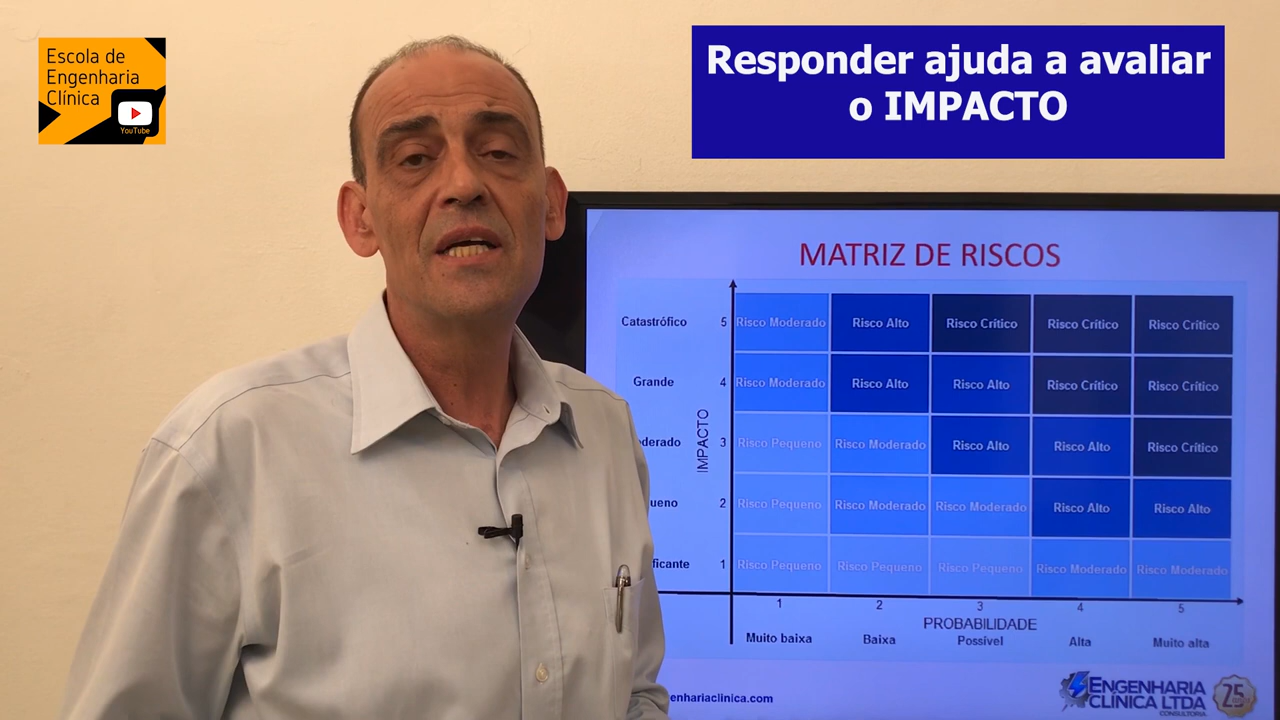 Escola de
Engenharia
Clínica
YouTube
Responder ajuda a avaliar
o IMPACTO
MATRIZ DE RISCOS
Catastrófico 5 Risco Moderado Risco Alto Risco Crítico Risco Crítico Risco Crítico
Grande 4 Risco Moderado Risco Alto Risco Alto Risco Crítico Risco Crítico
derado 3 Risco Pequeno Risco Moderado Risco Alto Risco Alto Risco Crítico
IMPACTO
ueno 2 Risco Pequeno Risco Moderado Risco Moderado Risco Alto Risco Alto
ficante 1 Risco Pequeno Risco Pequeno Risco Pequeno Risco Moderado Risco Moderado
1 2 3 4 5
PROBABILIDADE
Muito baixa Baixa Possível Alta Muito alta
enhariaclinica.com
ENGENHARIA
CLÍNICA LTDA
CONSULTORIA
25